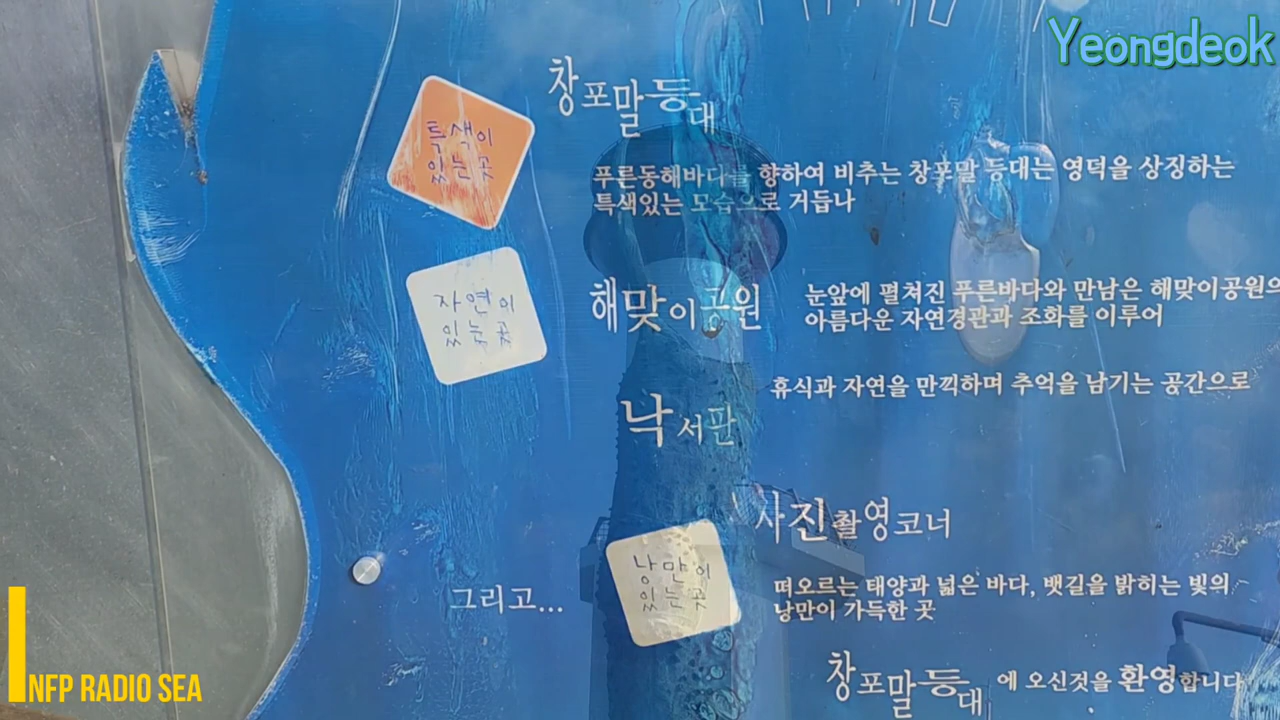 Yeongdeok
창포말등대
특색이
있는 곳
푸른동해바다를 향하여 비추는 창포말 등대는 영덕을 상징하는
특색있는 모습으로 거듭나
자연이
있는 곳
해맞이공원
눈앞에 펼쳐진 푸른바다와 만남은 해맞이공원의
아름다운 자연경관과 조화를 이루어
휴식과 자연을 만끽하며 추억을 남기는 공간으로
낙서판
사진촬영코너
낭만이
있는 곳
그리고...
떠오르는 태양과 넓은 바다, 뱃길을 밝히는 빛의
낭만이 가득한 곳
창포말등대에 오신것을 환영합니다
NFP RADIO SEA